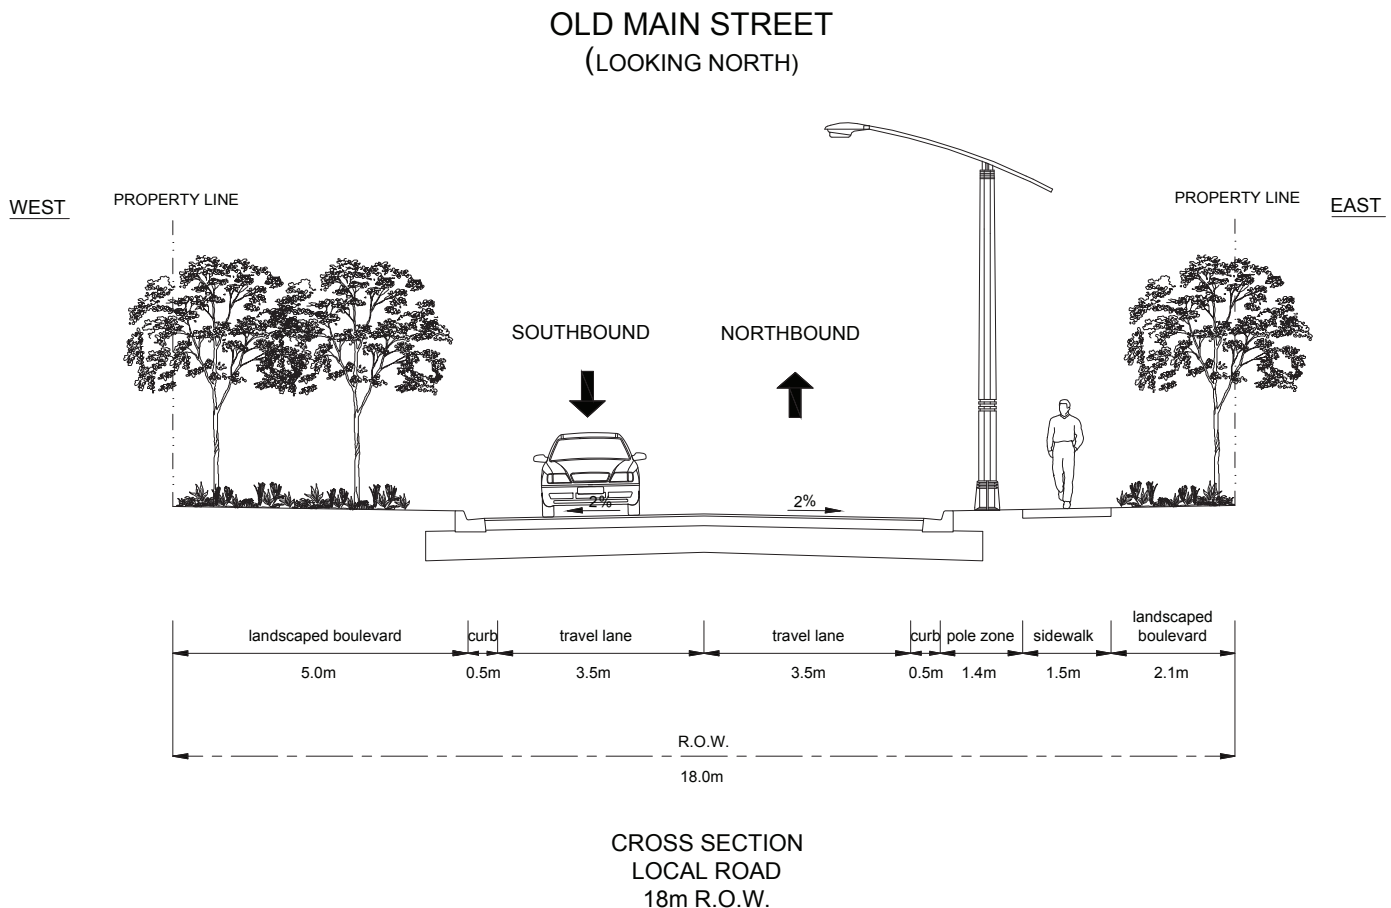 OLD MAIN STREET
(LOOKING NORTH)
WEST
PROPERTY LINE
PROPERTY LINE
EAST
SOUTHBOUND
NORTHBOUND
2%
2%
landscaped boulevard
curb
travel lane
travel lane
curb
pole zone
sidewalk
landscaped
boulevard
5.0m
0.5m
3.5m
3.5m
0.5m
1.4m
1.5m
2.1m
R.O.W.
18.0m
CROSS SECTION
LOCAL ROAD
18m R.O.W.